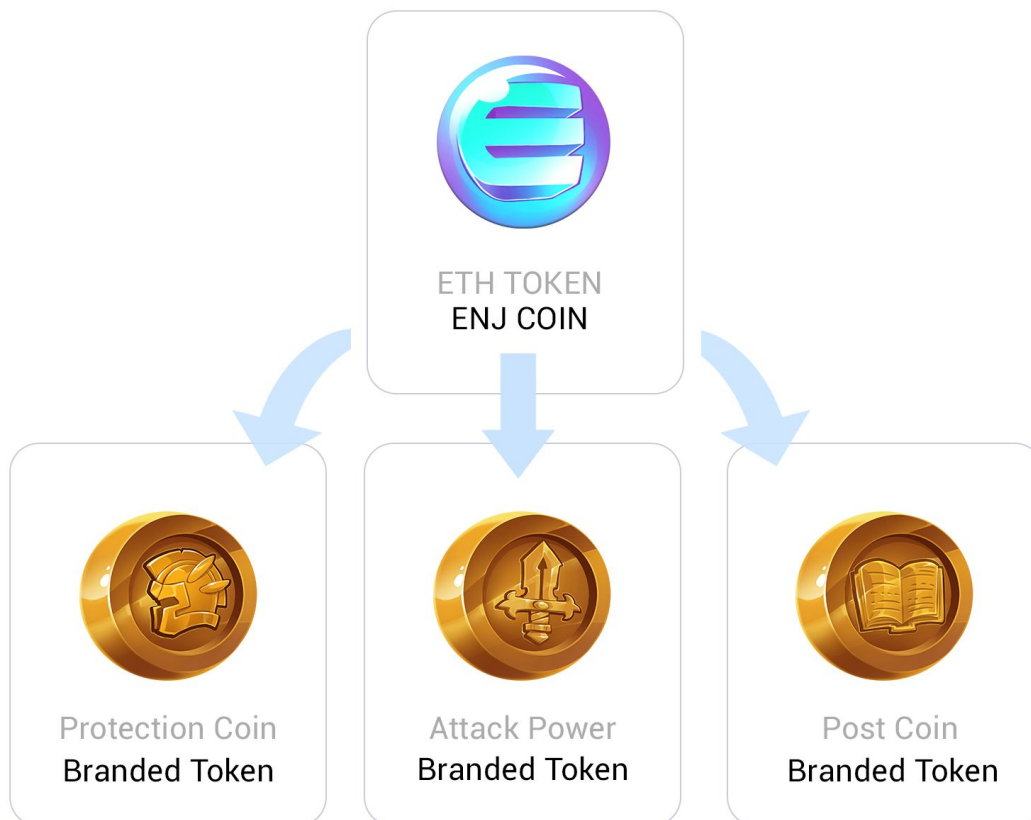 ETH TOKEN
ENJ COIN
Protection Coin
Branded Token
Attack Power
Branded Token
Post Coin
Branded Token